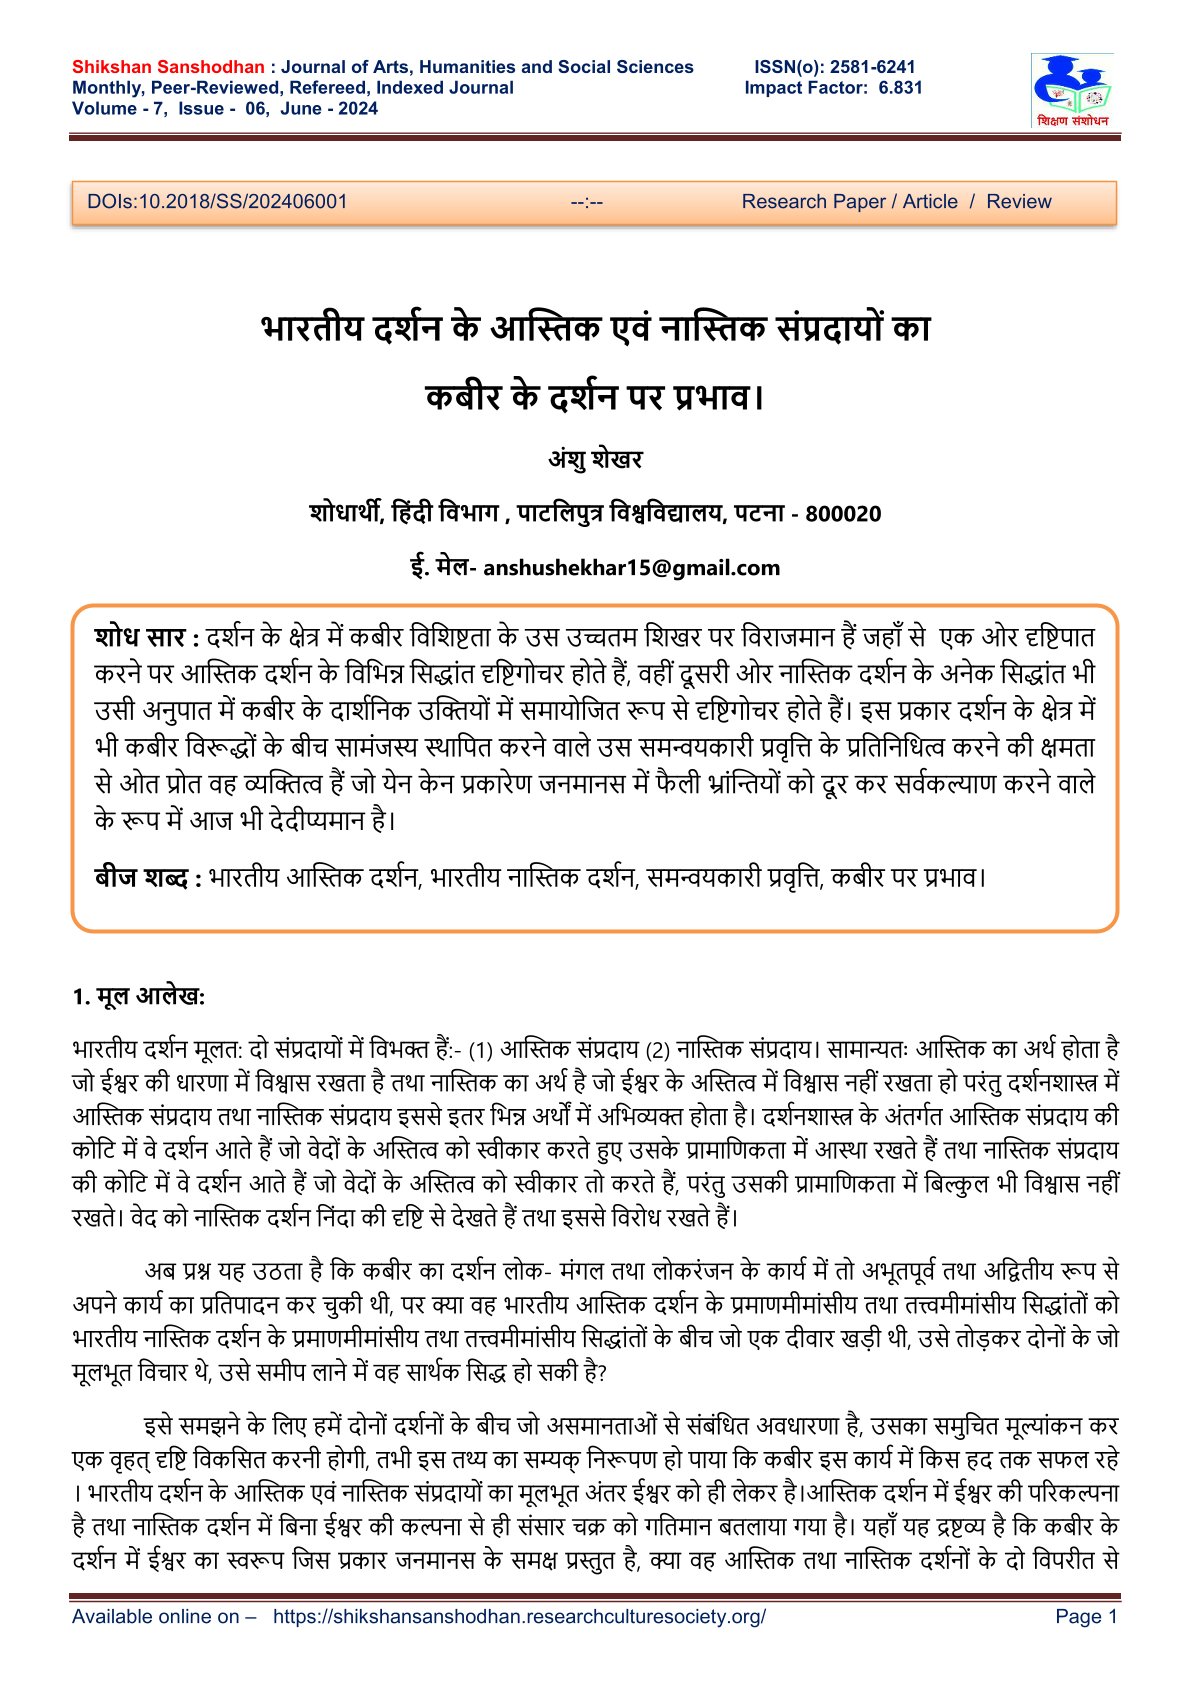 Shikshan Sanshodhan : Journal of Arts, Humanities and Social Sciences ISSN(o): 2581-6241
Monthly, Peer-Reviewed, Refereed, Indexed Journal Impact Factor: 6.831
Volume - 7, Issue - 06, June - 2024
शिक्षण संशोधन
DOIs:10.2018/SS/202406001 --:-- Research Paper / Article / Review
भारतीय दर्शन के आस्तिक एवं नास्तिक संप्रदायों का
कबीर के दर्शन पर प्रभाव।
अंशु शेखर
शोधार्थी, हिंदी विभाग , पाटलिपुत्र विश्वविद्यालय, पटना - 800020
ई. मेल- anshushekhar15@gmail.com
शोध सार : दर्शन के क्षेत्र में कबीर विशिष्टता के उस उच्चतम शिखर पर विराजमान हैं जहाँ से एक ओर दृष्टिपात
करने पर आस्तिक दर्शन के विभिन्न सिद्धांत दृष्टिगोचर होते हैं, वहीं दूसरी ओर नास्तिक दर्शन के अनेक सिद्धांत भी
उसी अनुपात में कबीर के दार्शनिक उक्तियों में समायोजित रूप से दृष्टिगोचर होते हैं। इस प्रकार दर्शन के क्षेत्र में
भी कबीर विरूद्धों के बीच सामंजस्य स्थापित करने वाले उस समन्वयकारी प्रवृत्ति के प्रतिनिधित्व करने की क्षमता
से ओत प्रोत वह व्यक्तित्व हैं जो येन केन प्रकारेण जनमानस में फैली भ्रांन्तियों को दूर कर सर्वकल्याण करने वाले
के रूप में आज भी देदीप्यमान है।
बीज शब्द : भारतीय आस्तिक दर्शन, भारतीय नास्तिक दर्शन, समन्वयकारी प्रवृत्ति, कबीर पर प्रभाव।
1. मूल आलेख:
भारतीय दर्शन मूलत: दो संप्रदायों में विभक्त हैं:- (1) आस्तिक संप्रदाय (2) नास्तिक संप्रदाय। सामान्यतः आस्तिक का अर्थ होता है
जो ईश्वर की धारणा में विश्वास रखता है तथा नास्तिक का अर्थ है जो ईश्वर के अस्तित्व में विश्वास नहीं रखता हो परंतु दर्शनशास्त्र में
आस्तिक संप्रदाय तथा नास्तिक संप्रदाय इससे इतर भिन्न अर्थों में अभिव्यक्त होता है। दर्शनशास्त्र के अंतर्गत आस्तिक संप्रदाय की
कोटि में वे दर्शन आते हैं जो वेदों के अस्तित्व को स्वीकार करते हुए उसके प्रामाणिकता में आस्था रखते हैं तथा नास्तिक संप्रदाय
की कोटि में वे दर्शन आते हैं जो वेदों के अस्तित्व को स्वीकार तो करते हैं, परंतु उसकी प्रामाणिकता में बिल्कुल भी विश्वास नहीं
रखते। वेद को नास्तिक दर्शन निंदा की दृष्टि से देखते हैं तथा इससे विरोध रखते हैं।
अब प्रश्न यह उठता है कि कबीर का दर्शन लोक- मंगल तथा लोकरंजन के कार्य में तो अभूतपूर्व तथा अद्वितीय रूप से
अपने कार्य का प्रतिपादन कर चुकी थी, पर क्या वह भारतीय आस्तिक दर्शन के प्रमाणमीमांसीय तथा तत्त्वमीमांसीय सिद्धांतों को
भारतीय नास्तिक दर्शन के प्रमाणमीमांसीय तथा तत्त्वमीमांसीय सिद्धांतों के बीच जो एक दीवार खड़ी थी, उसे तोड़कर दोनों के जो
मूलभूत विचार थे, उसे समीप लाने में वह सार्थक सिद्ध हो सकी है?
इसे समझने के लिए हमें दोनों दर्शनों के बीच जो असमानताओं से संबंधित अवधारणा है, उसका समुचित मूल्यांकन कर
एक वृहत् दृष्टि विकसित करनी होगी, तभी इस तथ्य का सम्यक् निरूपण हो पाया कि कबीर इस कार्य में किस हद तक सफल रहे
। भारतीय दर्शन के आस्तिक एवं नास्तिक संप्रदायों का मूलभूत अंतर ईश्वर को ही लेकर है।आस्तिक दर्शन में ईश्वर की परिकल्पना
है तथा नास्तिक दर्शन में बिना ईश्वर की कल्पना से ही संसार चक्र को गतिमान बतलाया गया है। यहाँ यह द्रष्टव्य है कि कबीर के
दर्शन में ईश्वर का स्वरूप जिस प्रकार जनमानस के समक्ष प्रस्तुत है, क्या वह आस्तिक तथा नास्तिक दर्शनों के दो विपरीत से
Available online on – https://shikshansanshodhan.researchculturesociety.org/ Page 1